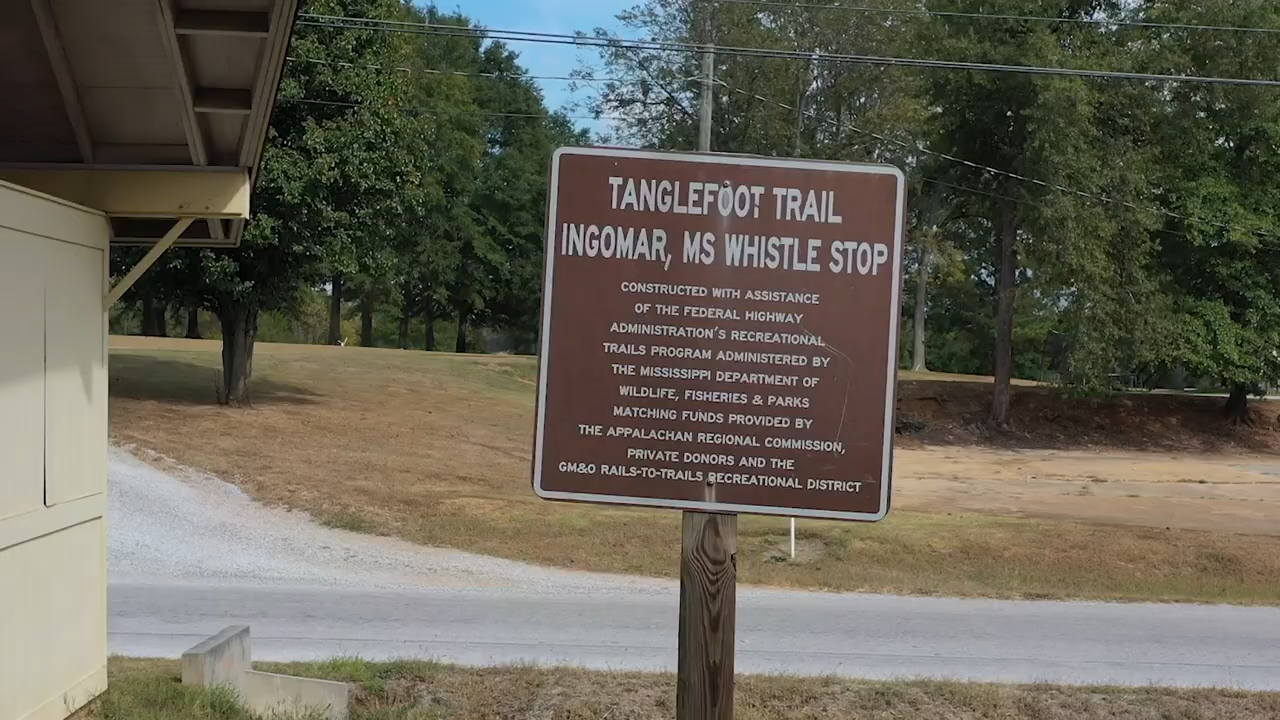 TANGLEFOOT TRAIL
INGOMAR, MS WHISTLE STOP
CONSTRUCTED WITH ASSISTANCE
OF THE FEDERAL HIGHWAY
ADMINISTRATION'S RECREATIONAL
TRAILS PROGRAM ADMINISTERED BY
THE MISSISSIPPI DEPARTMENT OF
WILDLIFE, FISHERIES & PARKS
MATCHING FUNDS PROVIDED BY
THE APPALACHAN REGIONAL COMMISSION,
PRIVATE DONORS AND THE
GM&O RAILS-TO-TRAILS RECREATIONAL DISTRICT